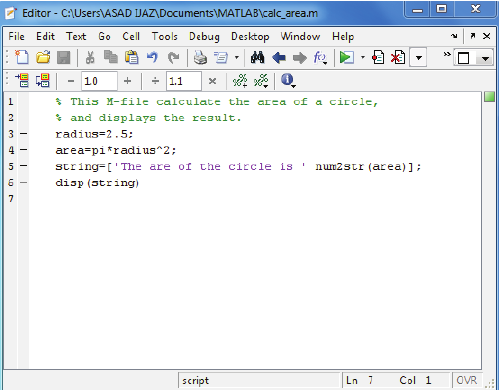 Editor - C:\Users\ASAD IJAZ\Documents\MATLAB\calc_area.m
File Edit Text Go Cell Tools Debug Desktop Window Help
- 1.0 + ÷ 1.1 ×
1 % This M-file calculate the area of a circle,
2 % and displays the result.
3 - radius=2.5;
4 - area=pi*radius^2;
5 - string=['The are of the circle is ' num2str(area)];
6 - disp(string)
7
script Ln 7 Col 1 OVR